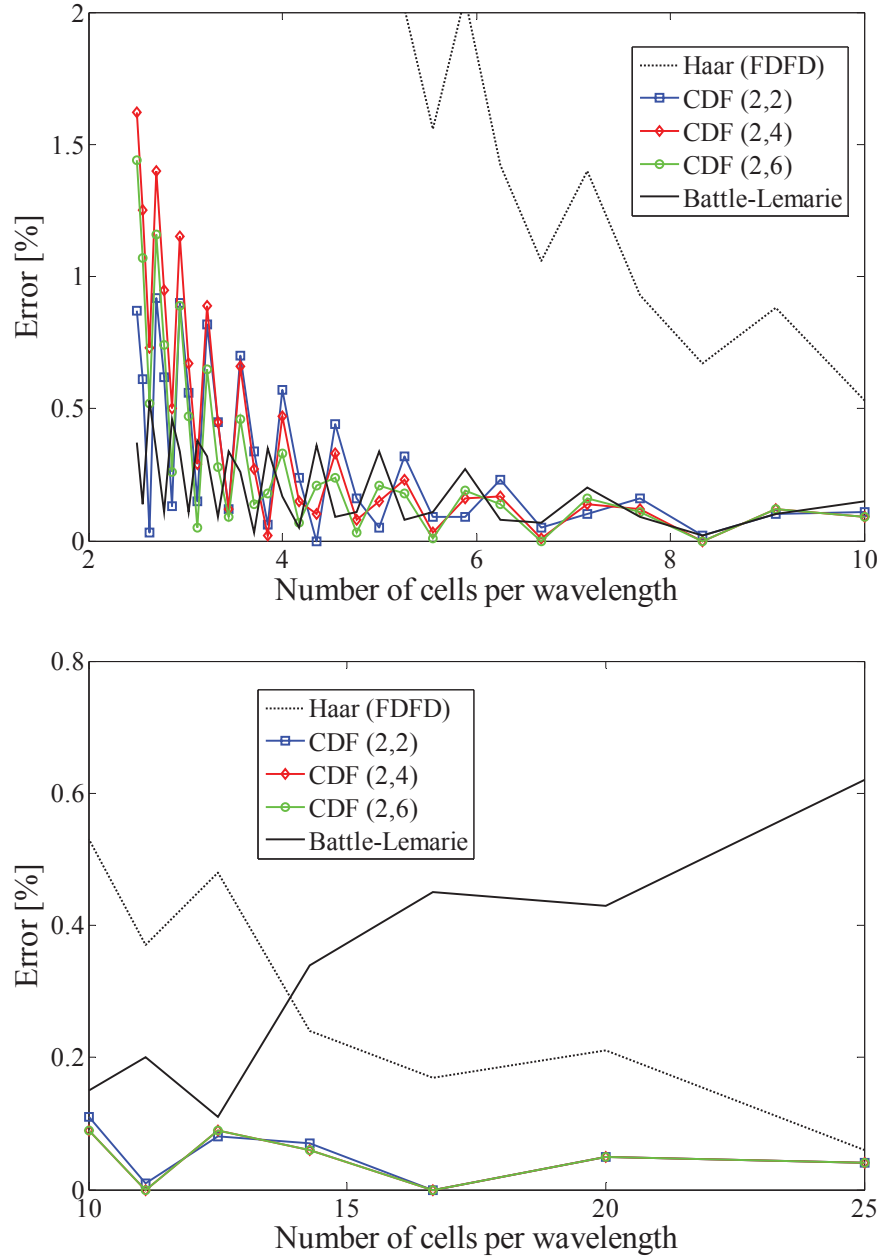 2
1.5
1
0.5
0
Error [%]
Haar (FDFD)
CDF (2,2)
CDF (2,4)
CDF (2,6)
Battle-Lemarie
2
4
6
8
10
Number of cells per wavelength
0.8
0.6
0.4
0.2
0
Error [%]
Haar (FDFD)
CDF (2,2)
CDF (2,4)
CDF (2,6)
Battle-Lemarie
10
15
20
25
Number of cells per wavelength